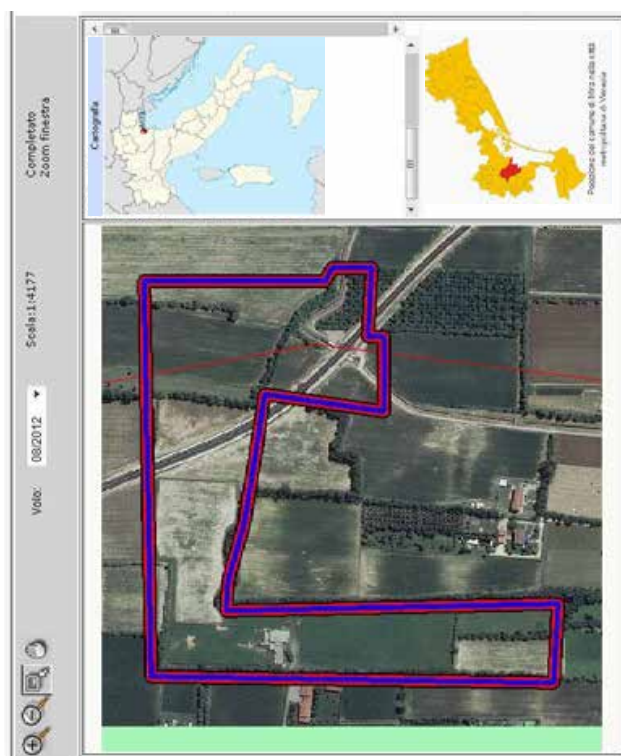 Volo: 08/2012
Scala:1:4177
Completato
Zoom finestra
Cartografia
Posizione del comune di Mira nella città
metropolitana di Venezia